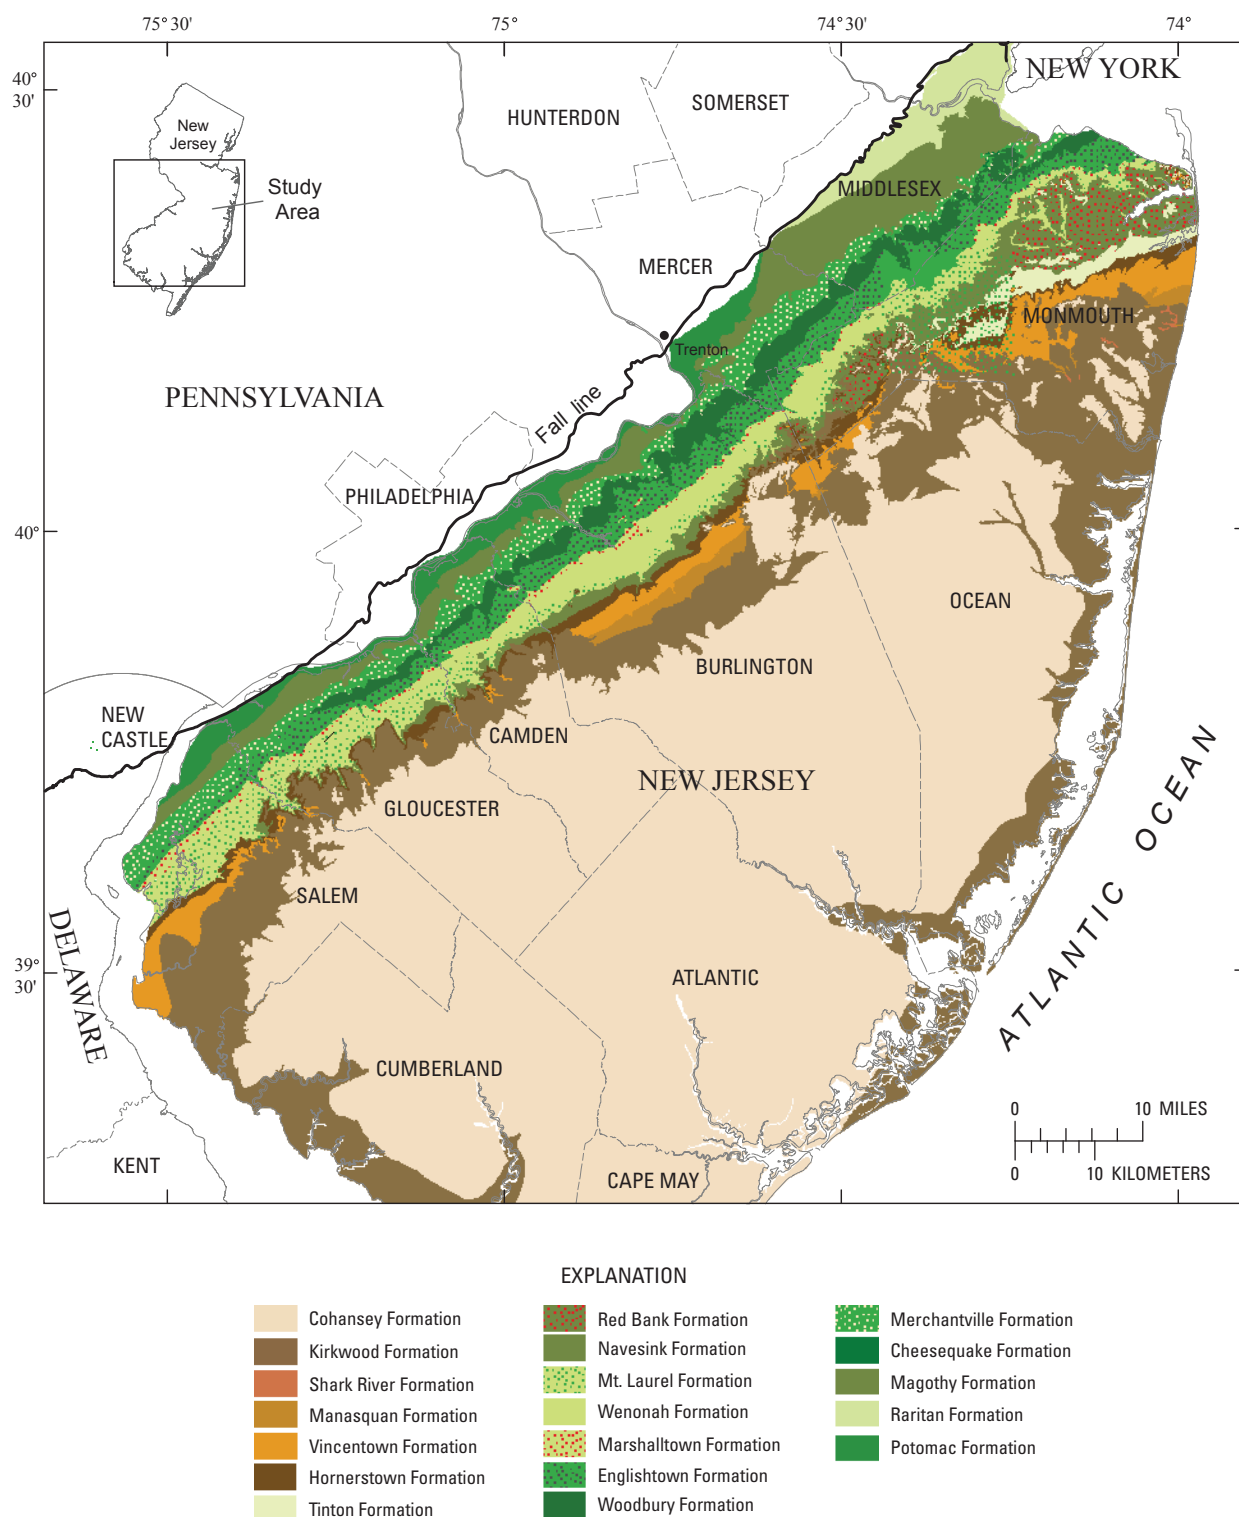 75° 30'
75°
74° 30'
74°
40°
30'
NEW YORK
SOMERSET
HUNTERDON
New
Jersey
Study
Area
MIDDLESEX
MERCER
MONMOUTH
Trenton
PENNSYLVANIA
Fall line
PHILADELPHIA
40°
OCEAN
BURLINGTON
NEW
CASTLE
CAMDEN
NEW JERSEY
GLOUCESTER
SALEM
ATLANTIC OCEAN
DELAWARE
39°
30'
ATLANTIC
CUMBERLAND
KENT
CAPE MAY
0 10 MILES
0 10 KILOMETERS
EXPLANATION
Cohansey Formation
Kirkwood Formation
Shark River Formation
Manasquan Formation
Vincentown Formation
Hornerstown Formation
Tinton Formation
Red Bank Formation
Navesink Formation
Mt. Laurel Formation
Wenonah Formation
Marshalltown Formation
Englishtown Formation
Woodbury Formation
Merchantville Formation
Cheesequake Formation
Magothy Formation
Raritan Formation
Potomac Formation